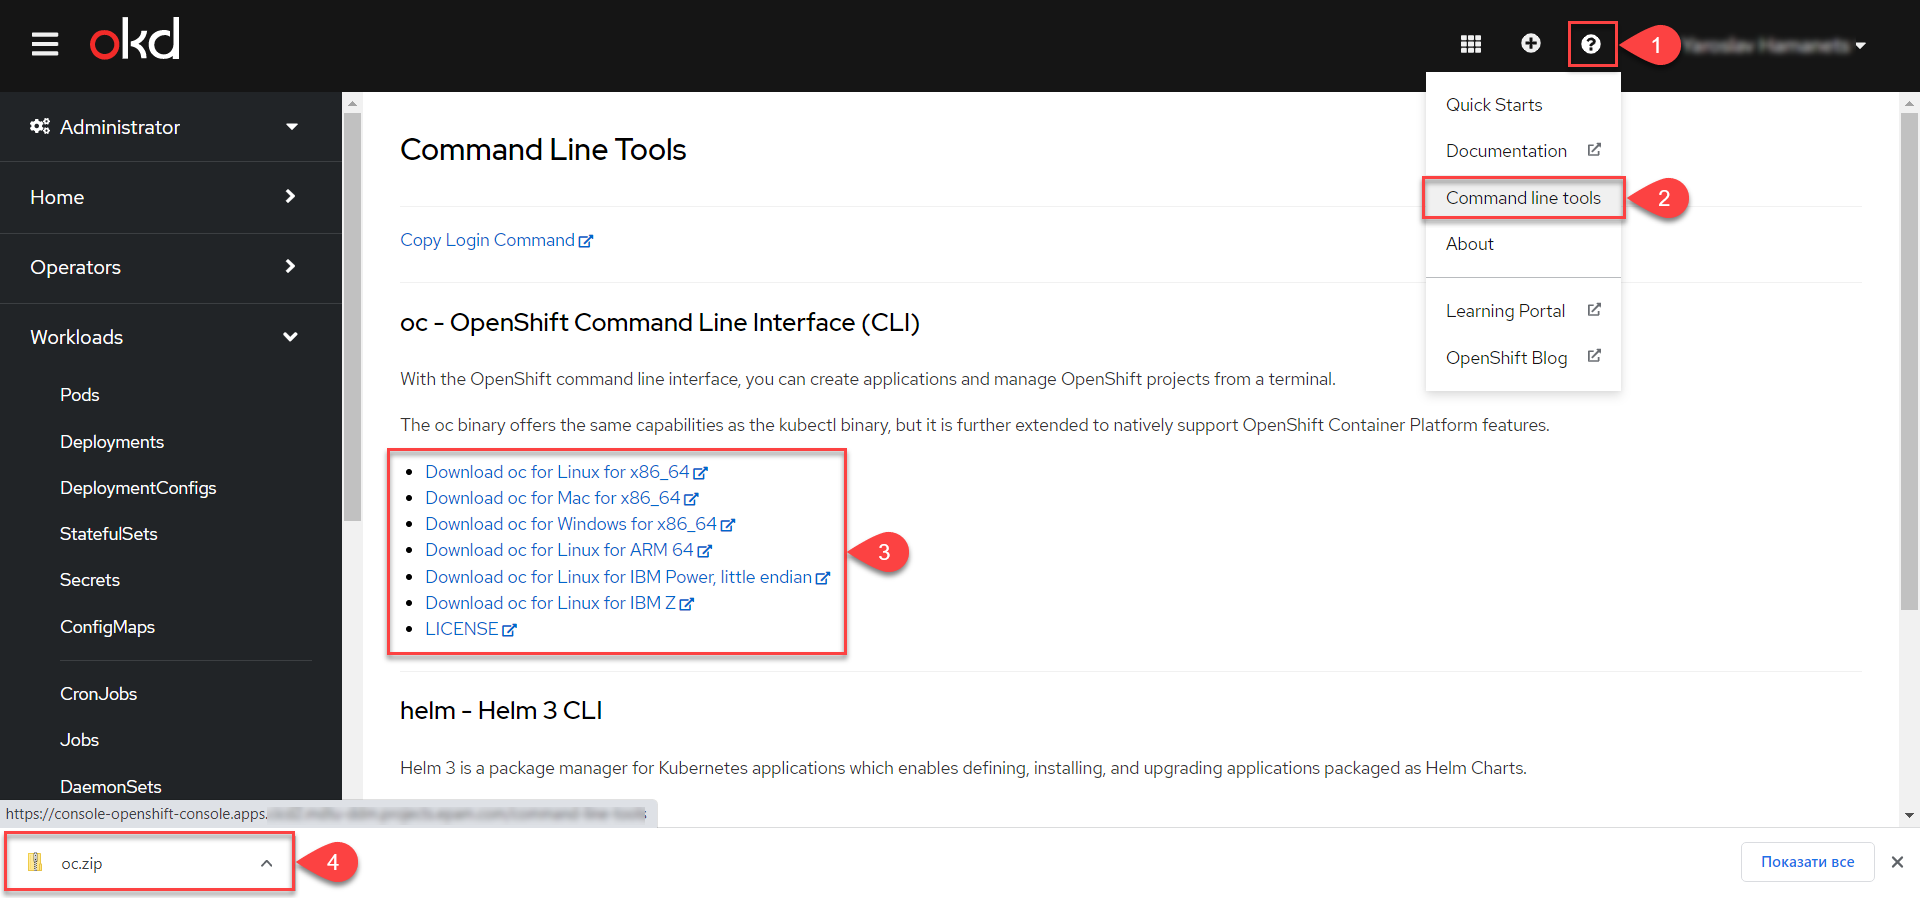 okd
1
Quick Starts
Documentation
Command line tools
2
About
Learning Portal
OpenShift Blog
Administrator
Home
Operators
Workloads
Pods
Deployments
DeploymentConfigs
StatefulSets
Secrets
ConfigMaps
CronJobs
Jobs
DaemonSets
Command Line Tools
Copy Login Command
oc - OpenShift Command Line Interface (CLI)
With the OpenShift command line interface, you can create applications and manage OpenShift projects from a terminal.
The oc binary offers the same capabilities as the kubectl binary, but it is further extended to natively support OpenShift Container Platform features.
Download oc for Linux for x86_64
Download oc for Mac for x86_64
Download oc for Windows for x86_64
Download oc for Linux for ARM 64
Download oc for Linux for IBM Power, little endian
Download oc for Linux for IBM Z
LICENSE
3
helm - Helm 3 CLI
Helm 3 is a package manager for Kubernetes applications which enables defining, installing, and upgrading applications packaged as Helm Charts.
https://console-openshift-console.apps.
oc.zip
4
Показати все